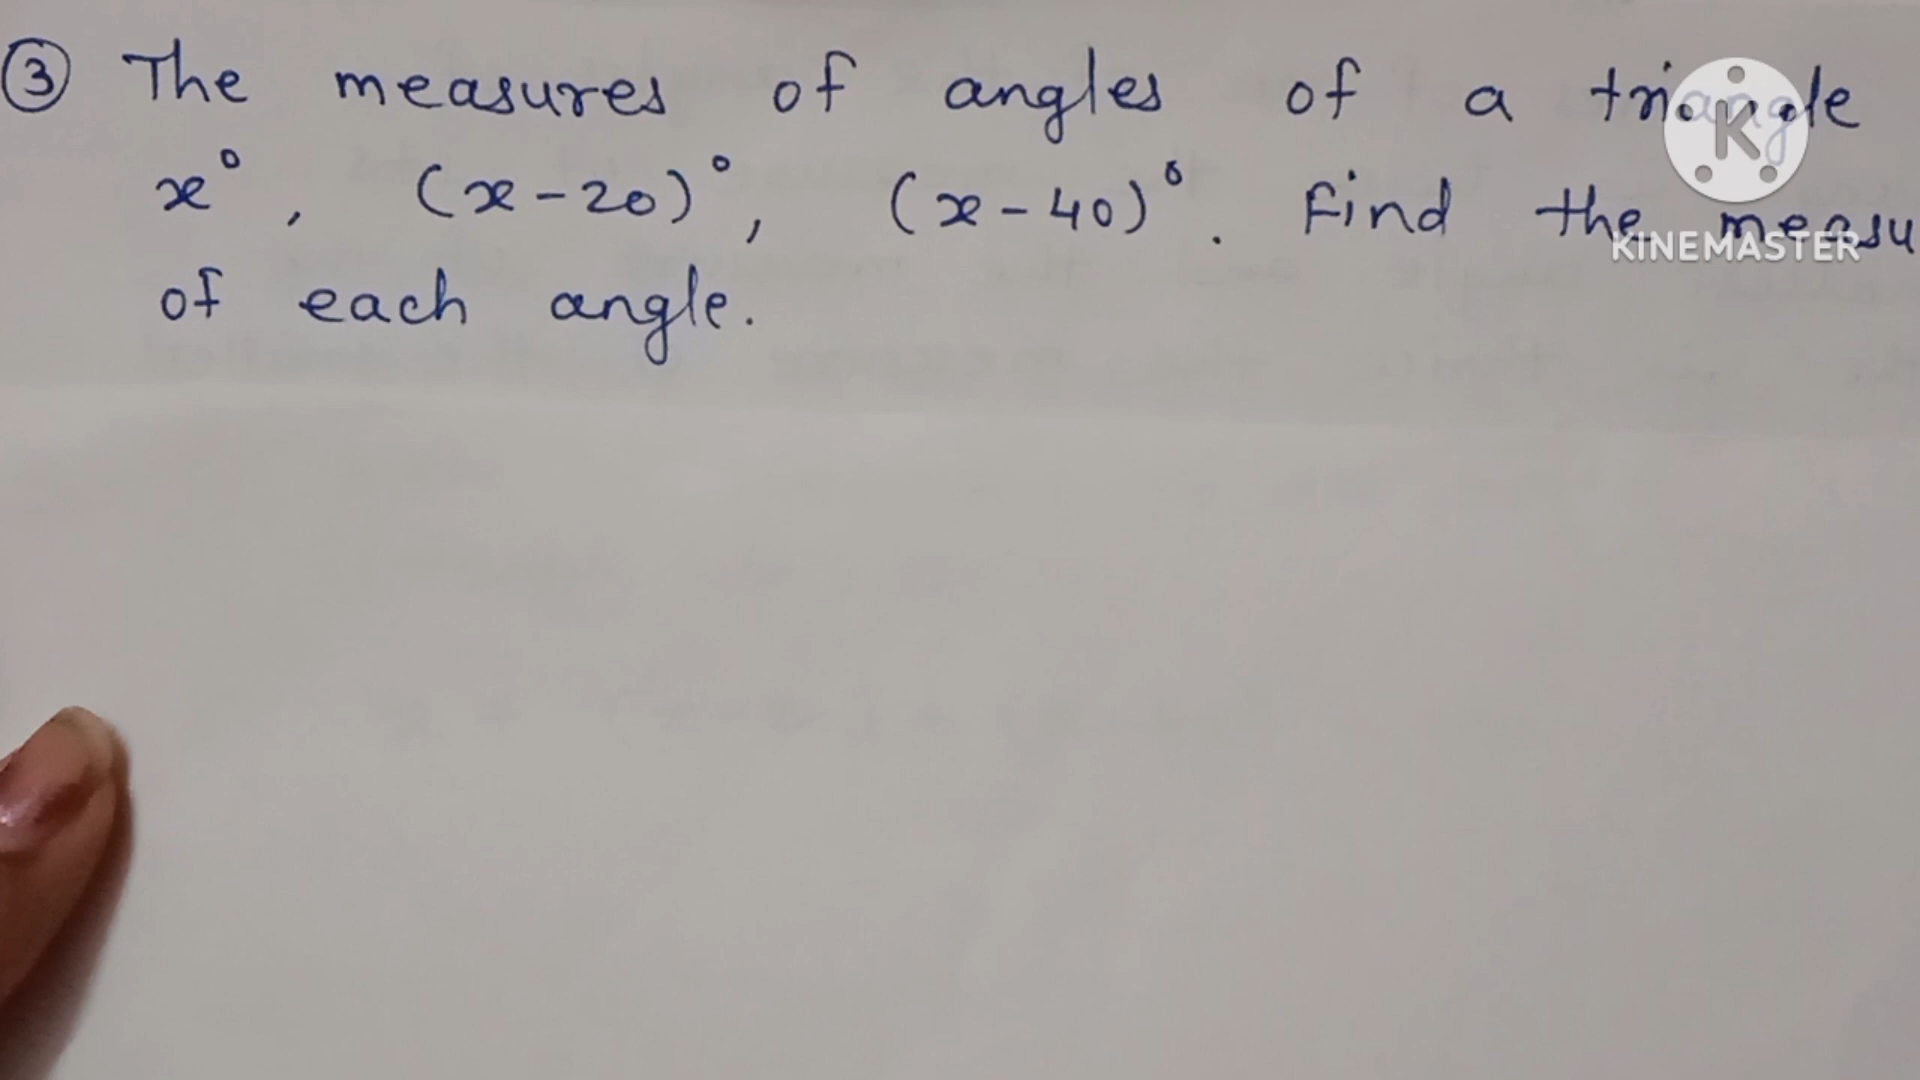 ③ The measures of angles of a triangle
x°, (x-20)°, (x-40)°. Find the measu
of each angle.
K
KINEMASTER